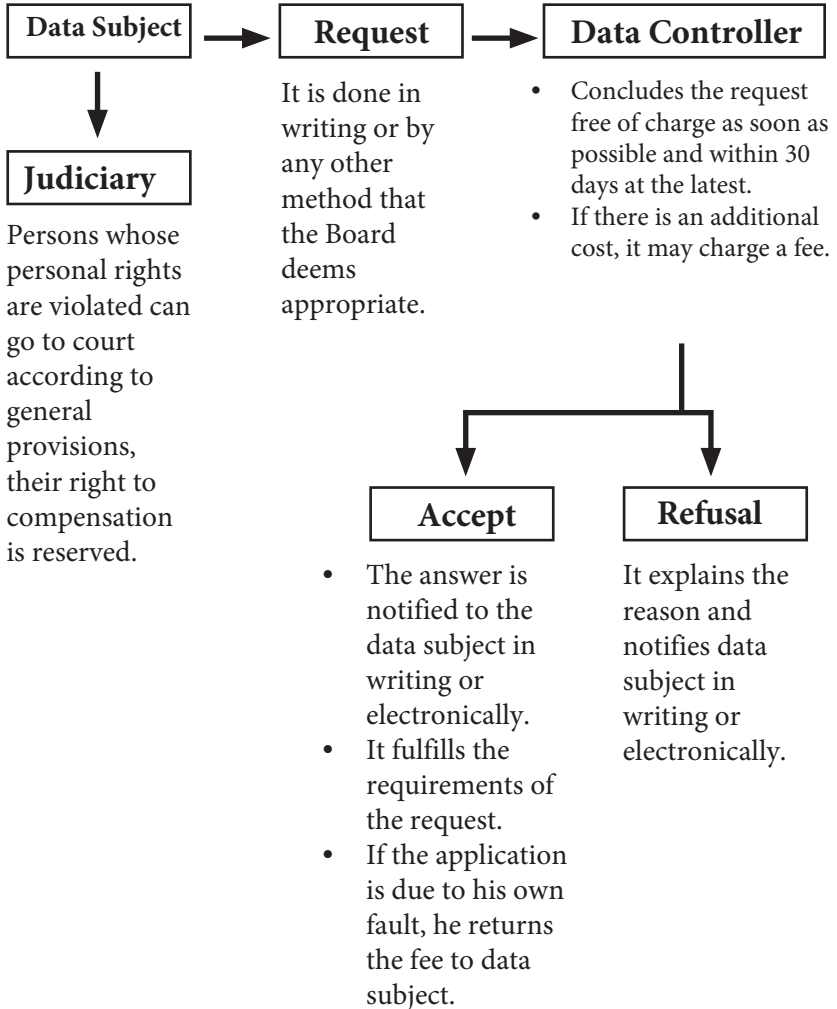 Data Subject
Request
Data Controller
It is done in
writing or by
any other
method that
the Board
deems
appropriate.
• Concludes the request
free of charge as soon as
possible and within 30
days at the latest.
• If there is an additional
cost, it may charge a fee.
Judiciary
Persons whose
personal rights
are violated can
go to court
according to
general
provisions,
their right to
compensation
is reserved.
Accept
• The answer is
notified to the
data subject in
writing or
electronically.
• It fulfills the
requirements of
the request.
• If the application
is due to his own
fault, he returns
the fee to data
subject.
Refusal
It explains the
reason and
notifies data
subject in
writing or
electronically.